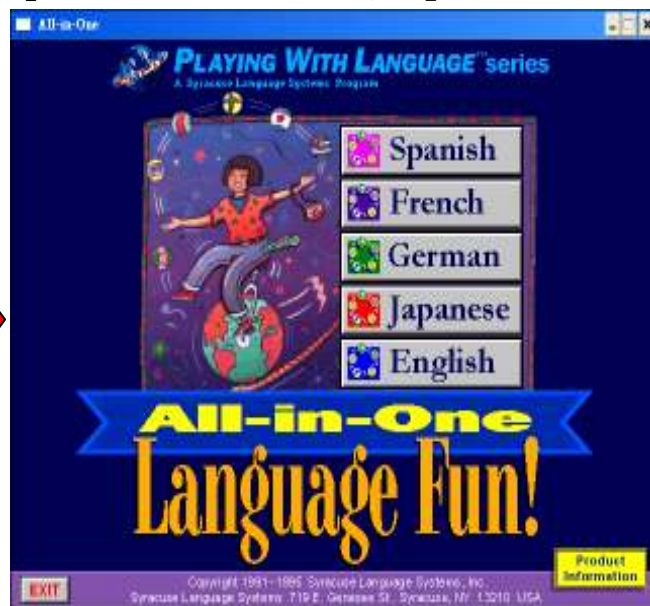 All-in-One
PLAYING WITH LANGUAGE™ series
A Syracuse Language Systems Program
Spanish
French
German
Japanese
English
All-in-One
Language Fun!
Product
Information
EXIT
Copyright 1991-1995 Syracuse Language Systems, Inc.
Syracuse Language Systems 719 E. Genesee St., Syracuse, NY 13210 USA